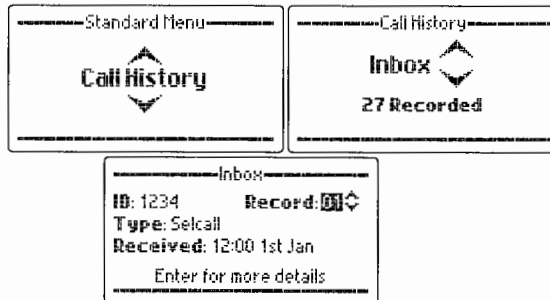 Standard Menu
Call History
Call History
Inbox
27 Recorded
Inbox
ID: 1234 Record: 01
Type: Selcall
Received: 12:00 1st Jan
Enter for more details